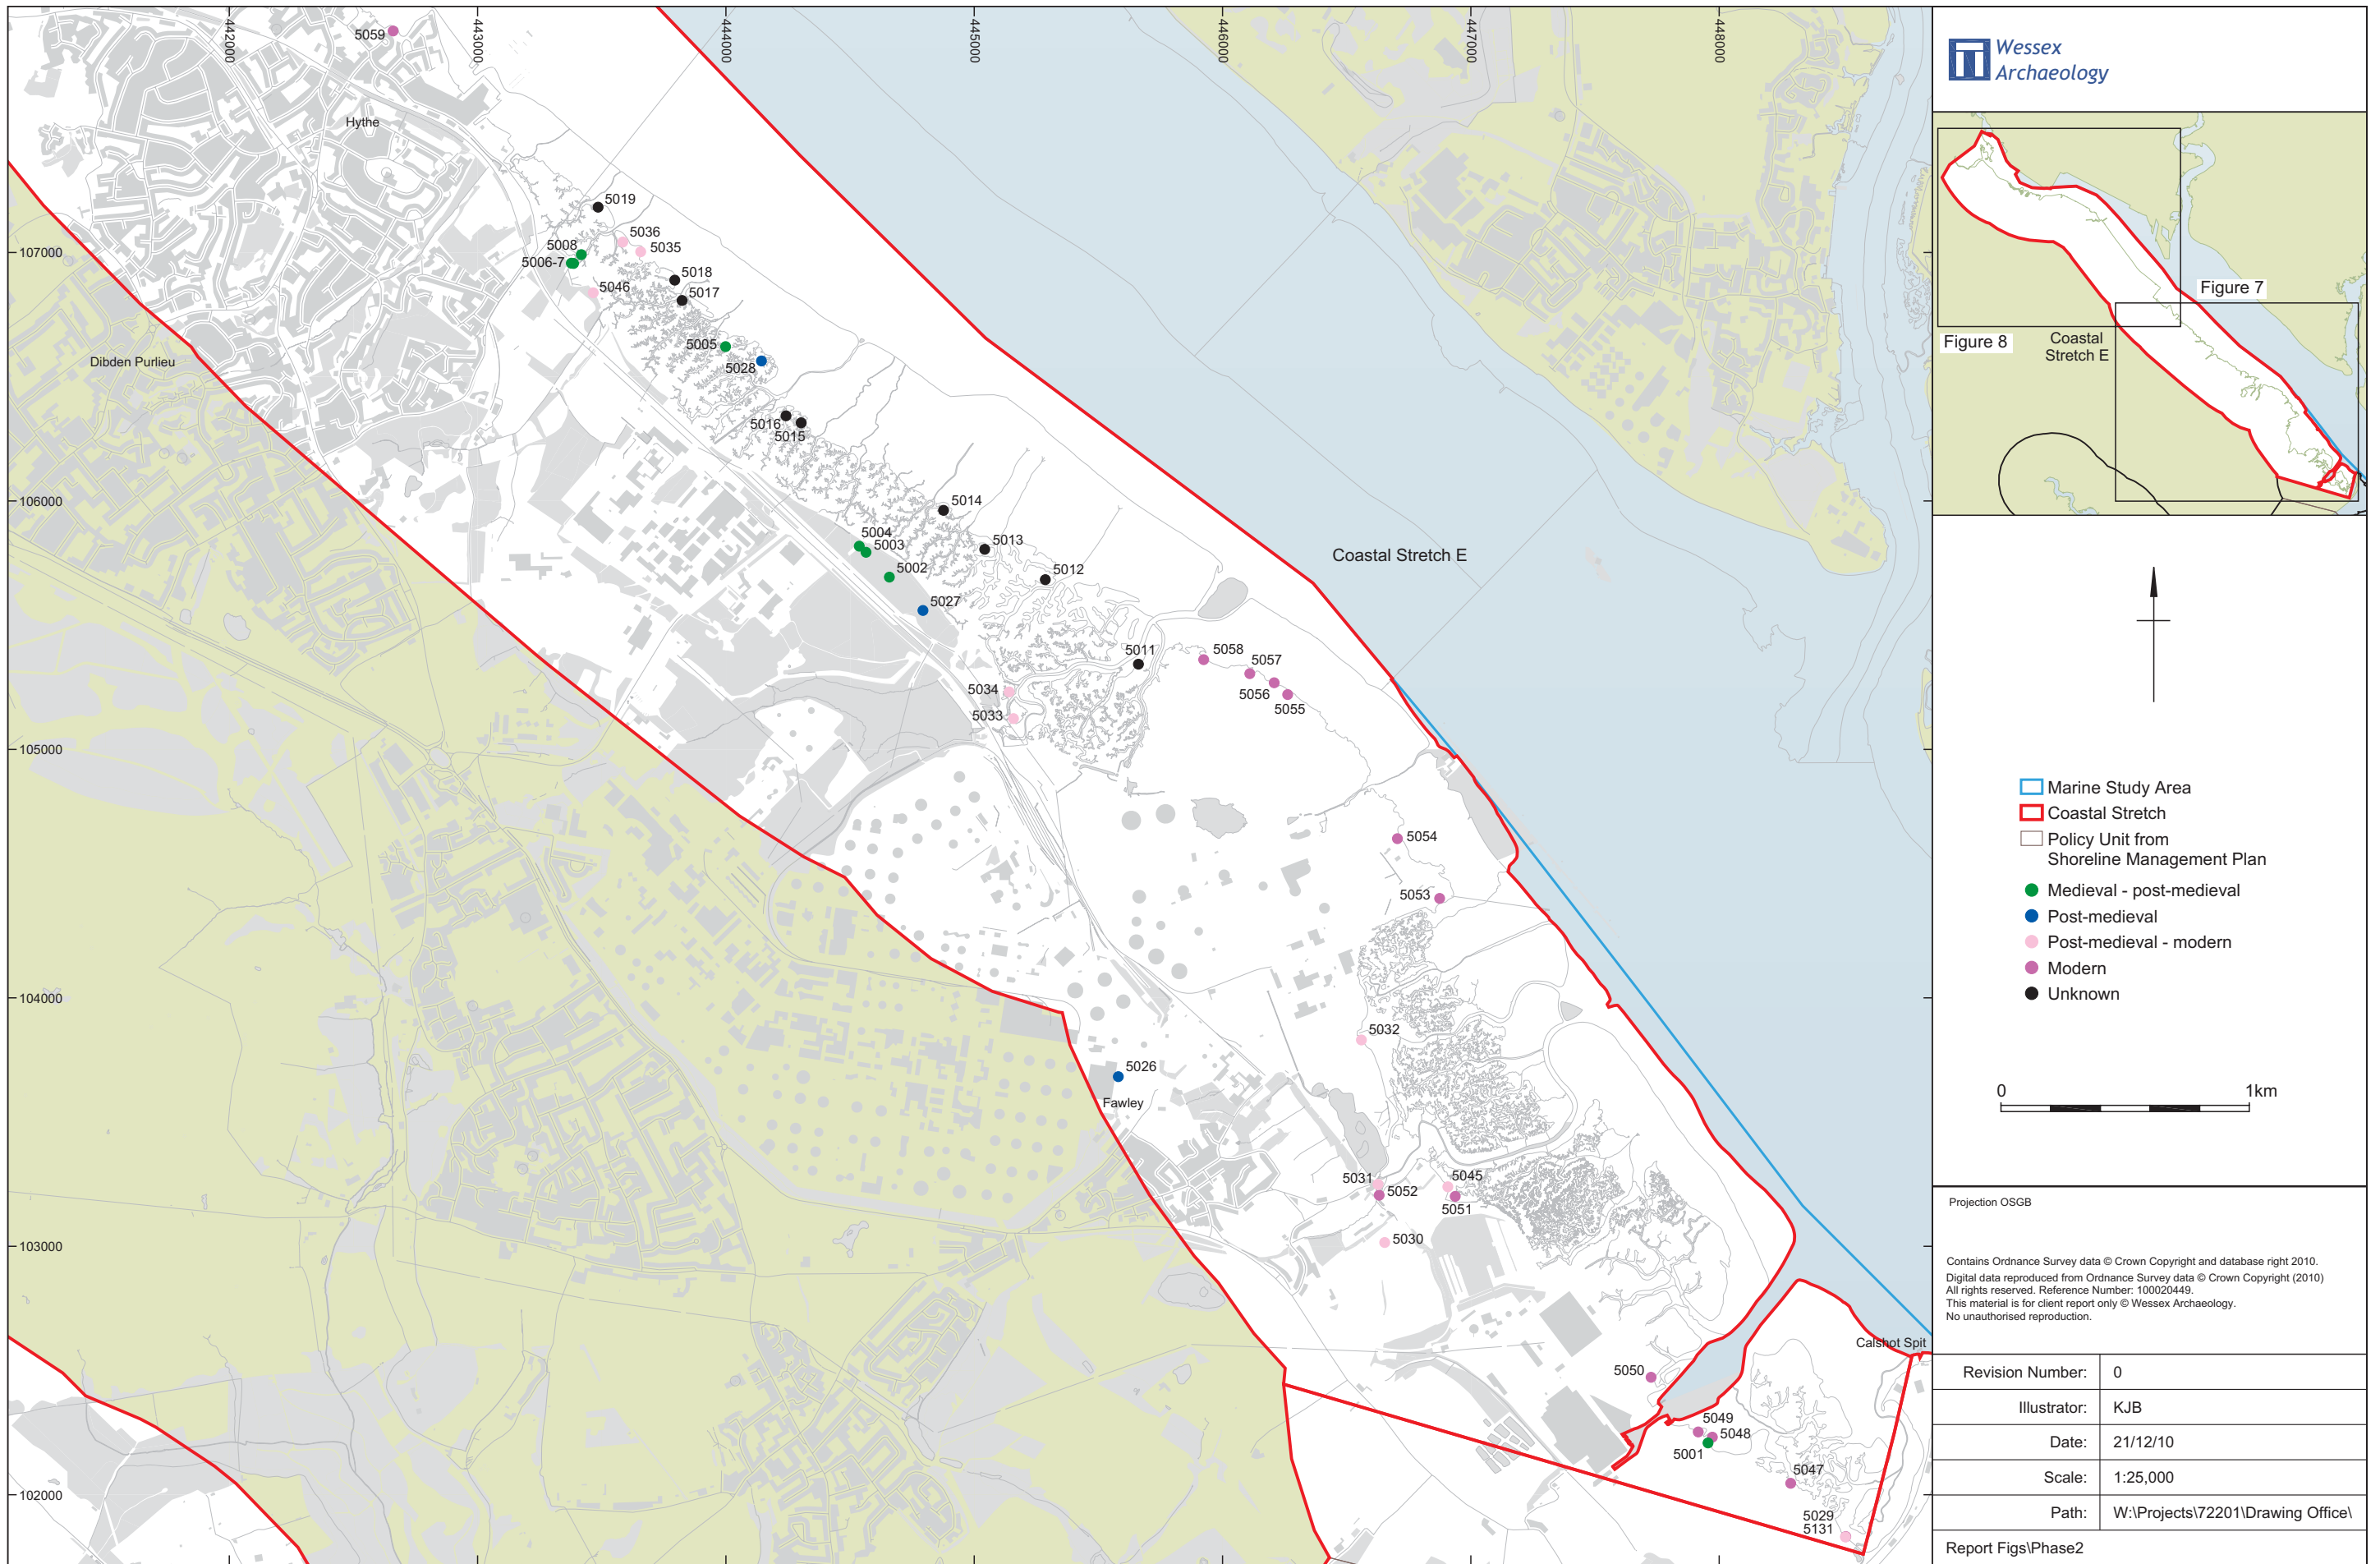 442000
443000
444000
445000
446000
447000
448000
5059
Hythe
5019
5036
5035
5008
107000
5006-7
5018
5046
5017
5005
Dibden Purlieu
5028
5016
5015
106000
5014
5004
5003
5013
Coastal Stretch E
5002
5012
5027
5011
5058
5057
5034
5056
5055
5033
105000
5054
5053
104000
5032
5026
Fawley
5031
5045
5052
5051
5030
103000
Calshot Spit
5050
5049
5048
5001
5047
102000
5029
5131
Wessex
Archaeology
Figure 7
Figure 8
Coastal
Stretch E
Marine Study Area
Coastal Stretch
Policy Unit from
Shoreline Management Plan
Medieval - post-medieval
Post-medieval
Post-medieval - modern
Modern
Unknown
0 1km
Projection OSGB
Contains Ordnance Survey data © Crown Copyright and database right 2010.
Digital data reproduced from Ordnance Survey data © Crown Copyright (2010)
All rights reserved. Reference Number: 100020449.
This material is for client report only © Wessex Archaeology.
No unauthorised reproduction.
Revision Number: 0
Illustrator: KJB
Date: 21/12/10
Scale: 1:25,000
Path: W:\Projects\72201\Drawing Office\
Report Figs\Phase2